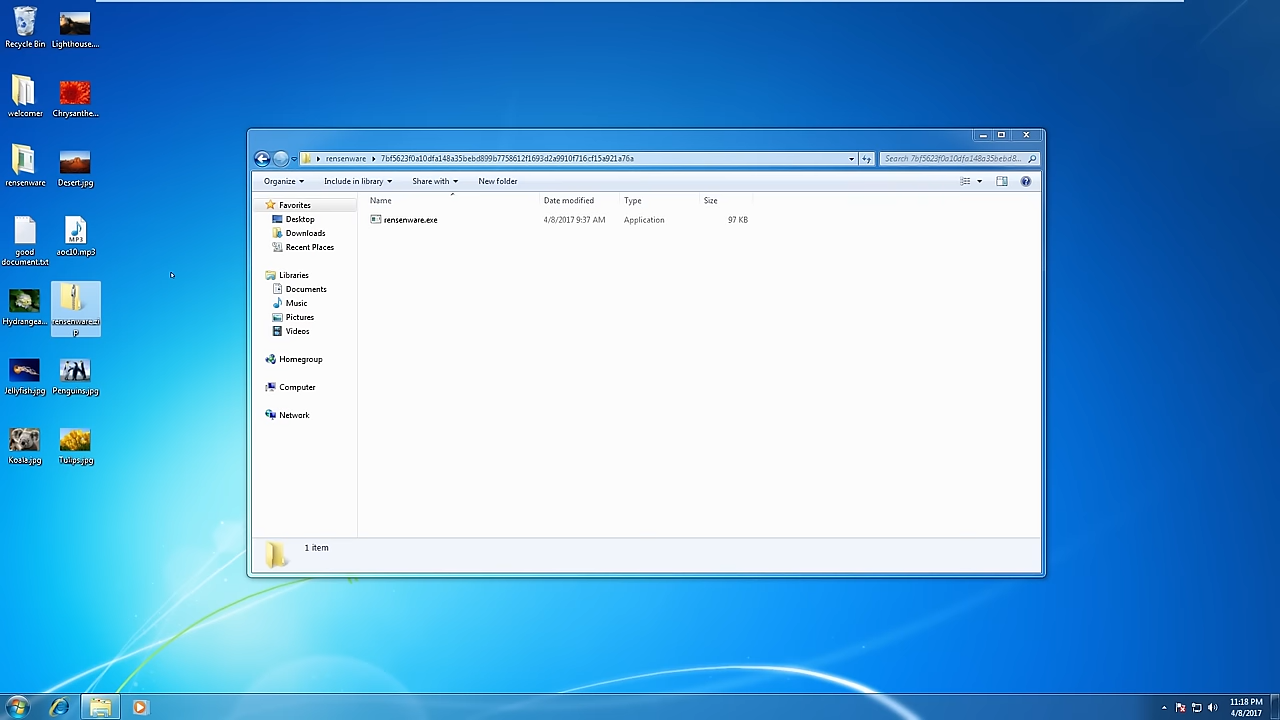 Recycle Bin
Lighthouse....
welcomer
Chrysanthe...
rensenware
Desert.jpg
good
document.txt
MP3
aoc10.mp3
Hydrangea...
rensenware.zi
p
Jellyfish.jpg
Penguins.jpg
Koala.jpg
Tulips.jpg
rensenware
7bf5623f0a10dfa148a35bebd899b7758612f1693d2a9910f716cf15a921a76a
Search 7bf5623f0a10dfa148a35bebd8...
Organize
Include in library
Share with
New folder
Name
Date modified
Type
Size
rensenware.exe
4/8/2017 9:37 AM
Application
97 KB
Favorites
Desktop
Downloads
Recent Places
Libraries
Documents
Music
Pictures
Videos
Homegroup
Computer
Network
1 item
11:18 PM
4/8/2017